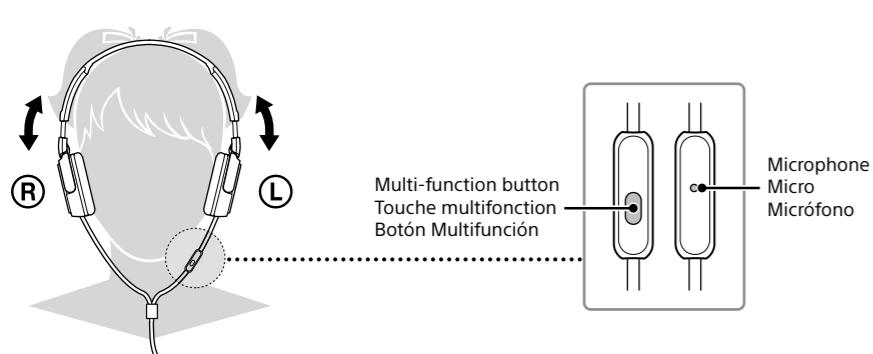 R
L
Multi-function button
Touche multifonction
Botón Multifunción
Microphone
Micro
Micrófono